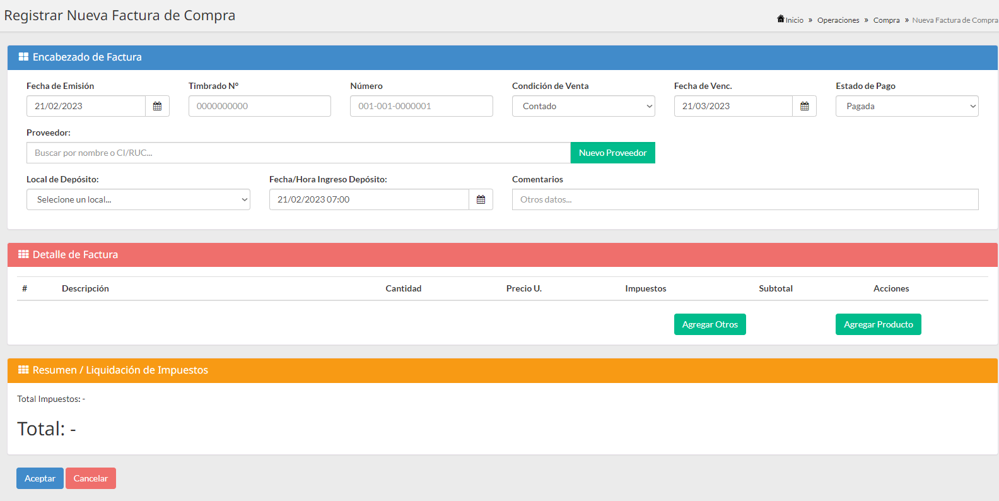 Registrar Nueva Factura de Compra
Inicio » Operaciones » Compra » Nueva Factura de Compra
Encabezado de Factura
Fecha de Emisión Timbrado Nº Número Condición de Venta Fecha de Venc. Estado de Pago
21/02/2023 0000000000 001-001-0000001 Contado 21/03/2023 Pagada
Proveedor:
Buscar por nombre o CI/RUC... Nuevo Proveedor
Local de Depósito: Fecha/Hora Ingreso Depósito: Comentarios
Selecione un local... 21/02/2023 07:00 Otros datos...
Detalle de Factura
# Descripción Cantidad Precio U. Impuestos Subtotal Acciones
Agregar Otros Agregar Producto
Resumen / Liquidación de Impuestos
Total Impuestos: -
Total: -
Aceptar Cancelar